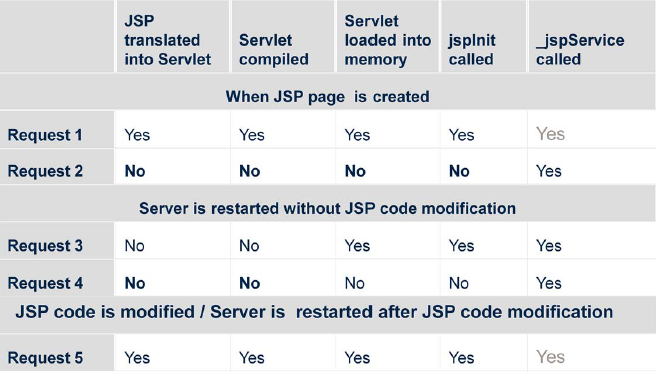 JSP translated into Servlet Servlet compiled Servlet loaded into memory jspInit called _jspService called
When JSP page is created
Request 1 Yes Yes Yes Yes Yes
Request 2 No No No No Yes
Server is restarted without JSP code modification
Request 3 No No Yes Yes Yes
Request 4 No No No No Yes
JSP code is modified / Server is restarted after JSP code modification
Request 5 Yes Yes Yes Yes Yes